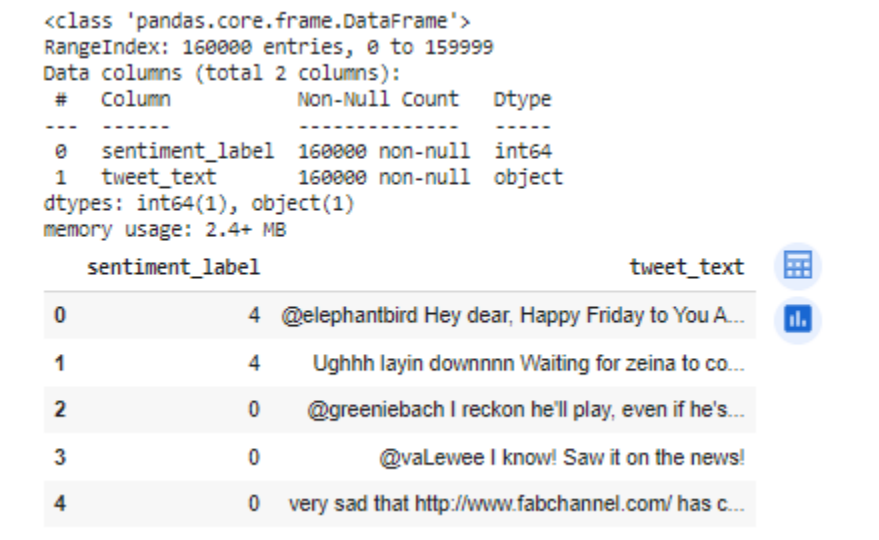 <class 'pandas.core.frame.DataFrame'>
RangeIndex: 160000 entries, 0 to 159999
Data columns (total 2 columns):
 #   Column           Non-Null Count   Dtype
---  ------           --------------   -----
 0   sentiment_label  160000 non-null  int64
 1   tweet_text       160000 non-null  object
dtypes: int64(1), object(1)
memory usage: 2.4+ MB
sentiment_label tweet_text
0 4 @elephantbird Hey dear, Happy Friday to You A...
1 4 Ughhh layin downnnn Waiting for zeina to co...
2 0 @greeniebach I reckon he'll play, even if he's...
3 0 @vaLewee I know! Saw it on the news!
4 0 very sad that http://www.fabchannel.com/ has c...